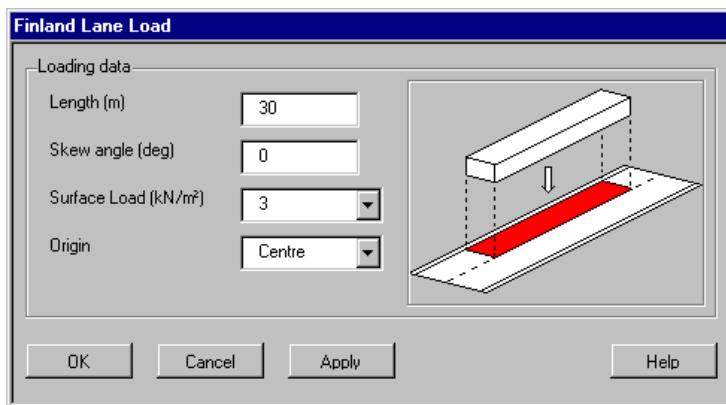 Finland Lane Load
Loading data
Length (m) 30
Skew angle (deg) 0
Surface Load (kN/m²) 3
Origin Centre
OK Cancel Apply Help